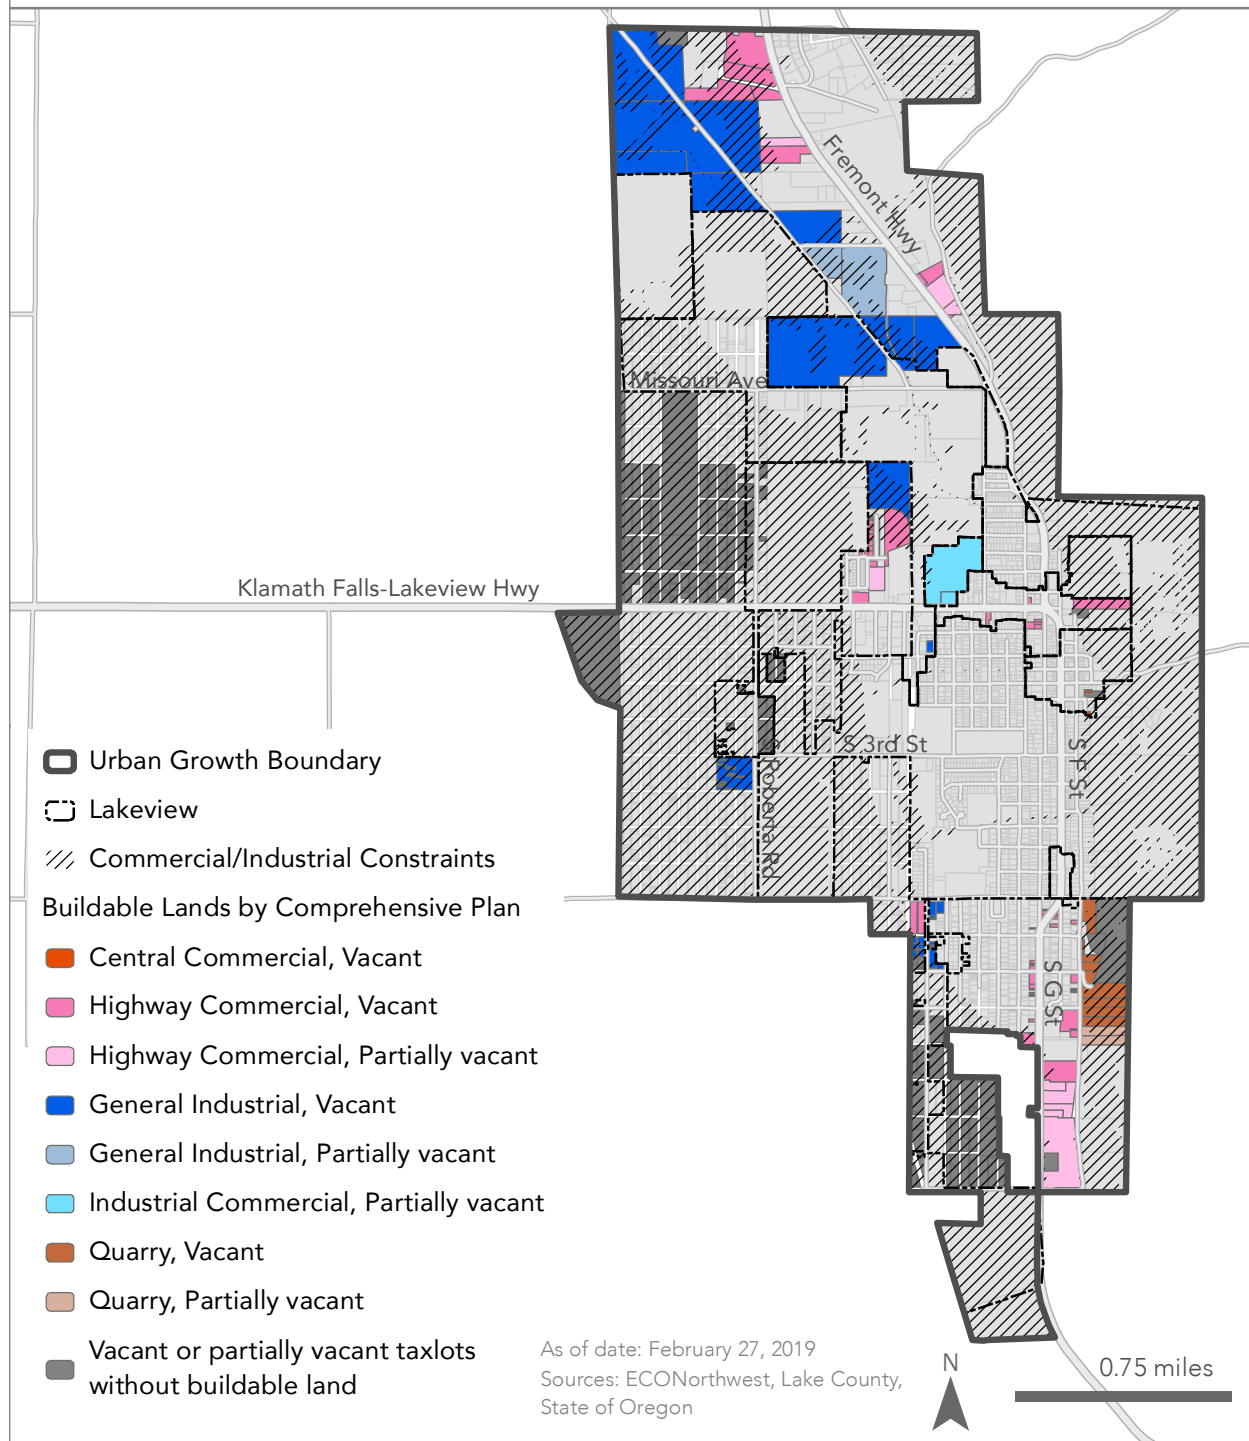 Fremont Hwy
Missouri Ave
Klamath Falls-Lakeview Hwy
S 3rd St
S F St
S Roberta Rd
S G St
Urban Growth Boundary
Lakeview
Commercial/Industrial Constraints
Buildable Lands by Comprehensive Plan
Central Commercial, Vacant
Highway Commercial, Vacant
Highway Commercial, Partially vacant
General Industrial, Vacant
General Industrial, Partially vacant
Industrial Commercial, Partially vacant
Quarry, Vacant
Quarry, Partially vacant
Vacant or partially vacant taxlots
without buildable land
As of date: February 27, 2019
Sources: ECONorthwest, Lake County,
State of Oregon
N
0.75 miles